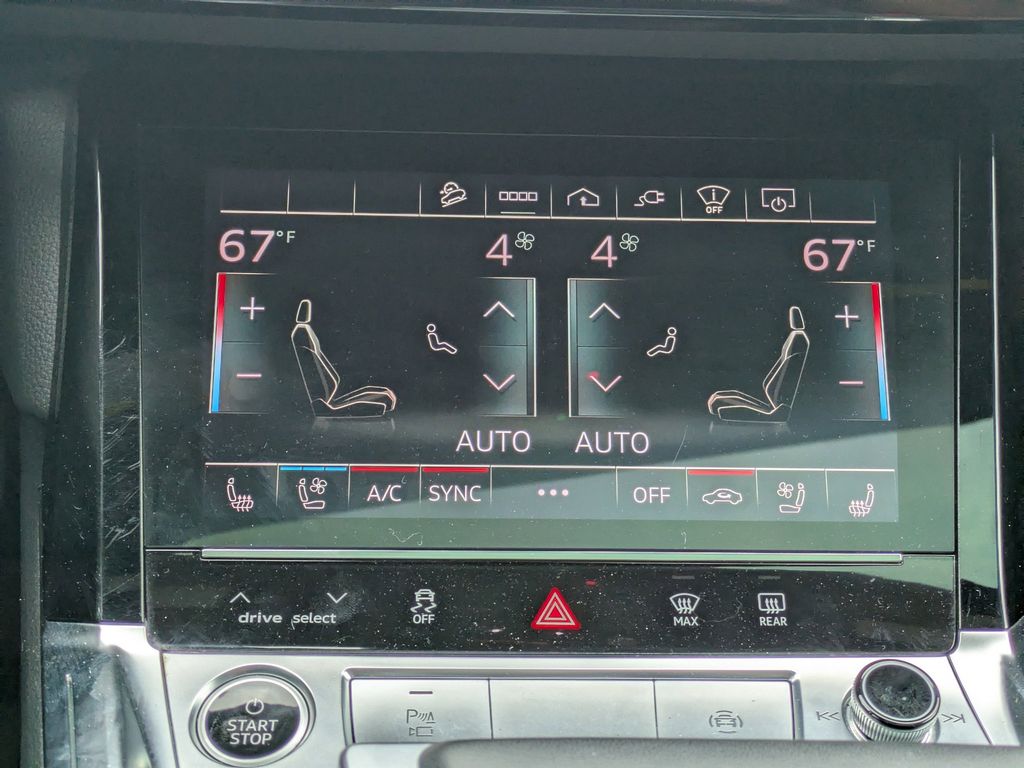 OFF
67°F
4
4
67°F
AUTO
AUTO
A/C
SYNC
OFF
drive select
OFF
MAX
REAR
START
STOP
P